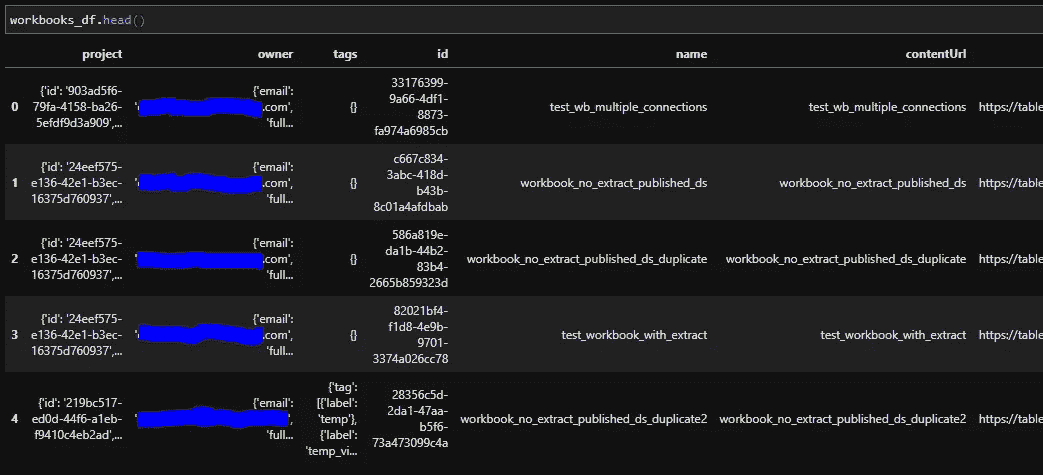 workbooks_df.head()
project owner tags id name contentUrl
{'id': '903ad5f6- {'email': 33176399-
0 79fa-4158-ba26- '.com', {} 9a66-4df1- test_wb_multiple_connections test_wb_multiple_connections https://table
5efdf9d3a909',... 'full... 8873-
fa974a6985cb
{'id': '24eef575- {'email': c667c834-
1 e136-42e1-b3ec- '.com', {} 3abc-418d- workbook_no_extract_published_ds workbook_no_extract_published_ds https://table
16375d760937',... 'full... b43b-
8c01a4afdbab
{'id': '24eef575- {'email': 586a819e-
2 e136-42e1-b3ec- '.com', {} da1b-44b2- workbook_no_extract_published_ds_duplicate workbook_no_extract_published_ds_duplicate https://table
16375d760937',... 'full... 83b4-
2665b859323d
{'id': '24eef575- {'email': 82021bf4-
3 e136-42e1-b3ec- '.com', {} f1d8-4e9b- test_workbook_with_extract test_workbook_with_extract https://table
16375d760937',... 'full... 9701-
3374a026cc78
{'tag':
{'id': '219bc517- {'email': [{'label': 28356c5d-
4 ed0d-44f6-a1eb- ' ', 'temp'}, 2da1-47aa- workbook_no_extract_published_ds_duplicate2 workbook_no_extract_published_ds_duplicate2 https://table
f9410c4eb2ad',... 'full... {'label': b5f6-
'temp_vi... 73a473099c4a